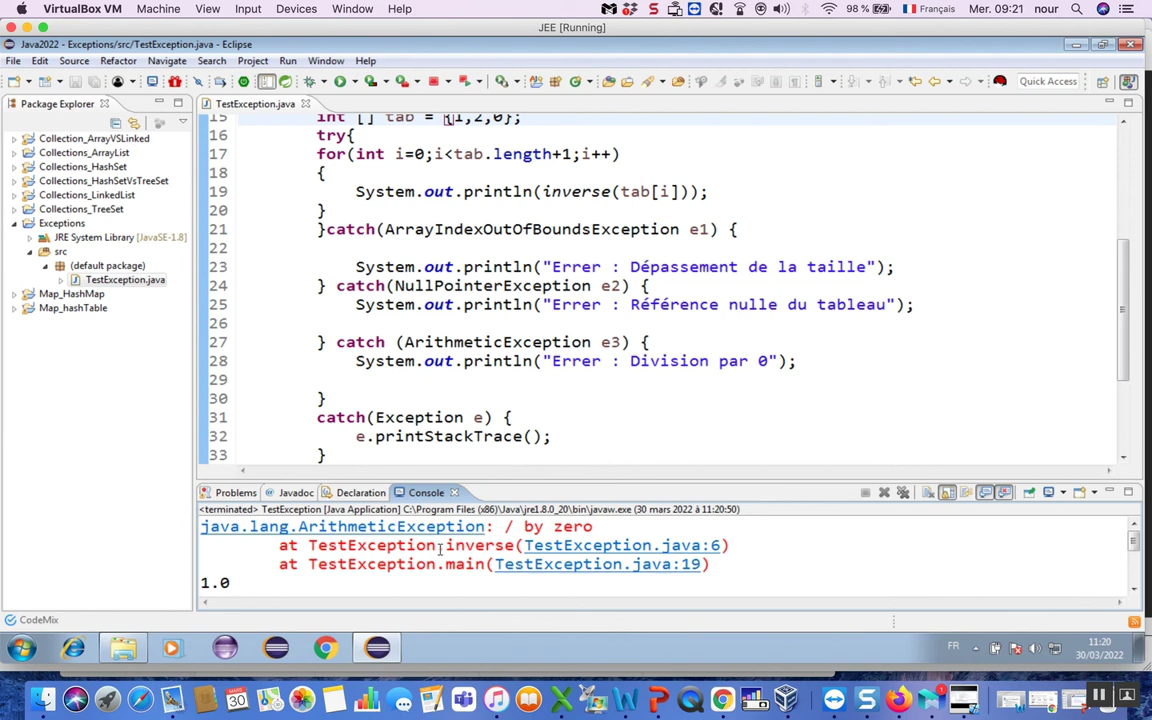 VirtualBox VM Machine View Input Devices Window Help 98 % Français Mer. 09:21 nour
JEE [Running]
Java2022 - Exceptions/src/TestException.java - Eclipse
File Edit Source Refactor Navigate Search Project Run Window Help
Quick Access
Package Explorer
TestException.java
Collection_ArrayVSLinked
Collections_ArrayList
Collections_HashSet
Collections_HashSetVsTreeSet
Collections_LinkedList
Collections_TreeSet
Exceptions
JRE System Library [JavaSE-1.8]
src
(default package)
TestException.java
Map_HashMap
Map_hashTable
15 int [] tab = {1,2,0};
16 try{
17 for(int i=0;i<tab.length+1;i++)
18 {
19 System.out.println(inverse(tab[i]));
20 }
21 }catch(ArrayIndexOutOfBoundsException e1) {
22
23 System.out.println("Errer : Dépassement de la taille");
24 } catch(NullPointerException e2) {
25 System.out.println("Errer : Référence nulle du tableau");
26
27 } catch (ArithmeticException e3) {
28 System.out.println("Errer : Division par 0");
29
30 }
31 catch(Exception e) {
32 e.printStackTrace();
33 }
Problems Javadoc Declaration Console
<terminated> TestException [Java Application] C:\Program Files (x86)\Java\jre1.8.0_20\bin\javaw.exe (30 mars 2022 à 11:20:50)
java.lang.ArithmeticException: / by zero
at TestException.inverse(TestException.java:6)
at TestException.main(TestException.java:19)
1.0
CodeMix
FR 11:20
30/03/2022
MARS
30